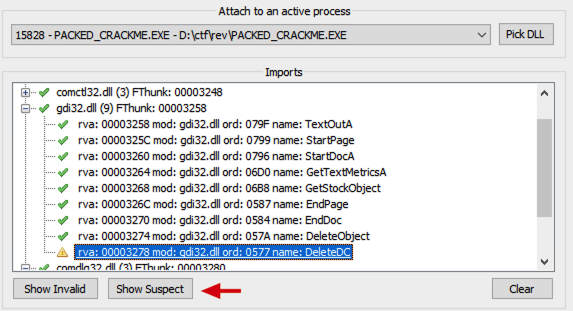 Attach to an active process
15828 - PACKED_CRACKME.EXE - D:\ctf\rev\PACKED_CRACKME.EXE
Pick DLL
Imports
comctl32.dll (3) FThunk: 00003248
gdi32.dll (9) FThunk: 00003258
rva: 00003258 mod: gdi32.dll ord: 079F name: TextOutA
rva: 0000325C mod: gdi32.dll ord: 0799 name: StartPage
rva: 00003260 mod: gdi32.dll ord: 0796 name: StartDocA
rva: 00003264 mod: gdi32.dll ord: 06D0 name: GetTextMetricsA
rva: 00003268 mod: gdi32.dll ord: 06B8 name: GetStockObject
rva: 0000326C mod: gdi32.dll ord: 0587 name: EndPage
rva: 00003270 mod: gdi32.dll ord: 0584 name: EndDoc
rva: 00003274 mod: gdi32.dll ord: 057A name: DeleteObject
rva: 00003278 mod: gdi32.dll ord: 0577 name: DeleteDC
comdlg32.dll (3) FThunk: 00003280
Show Invalid
Show Suspect
Clear